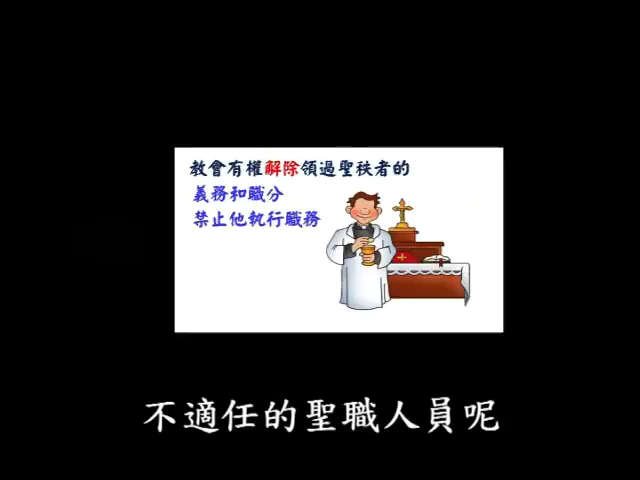 教會有權解除領過聖秩者的
義務和職分
禁止他執行職務
不適任的聖職人員呢